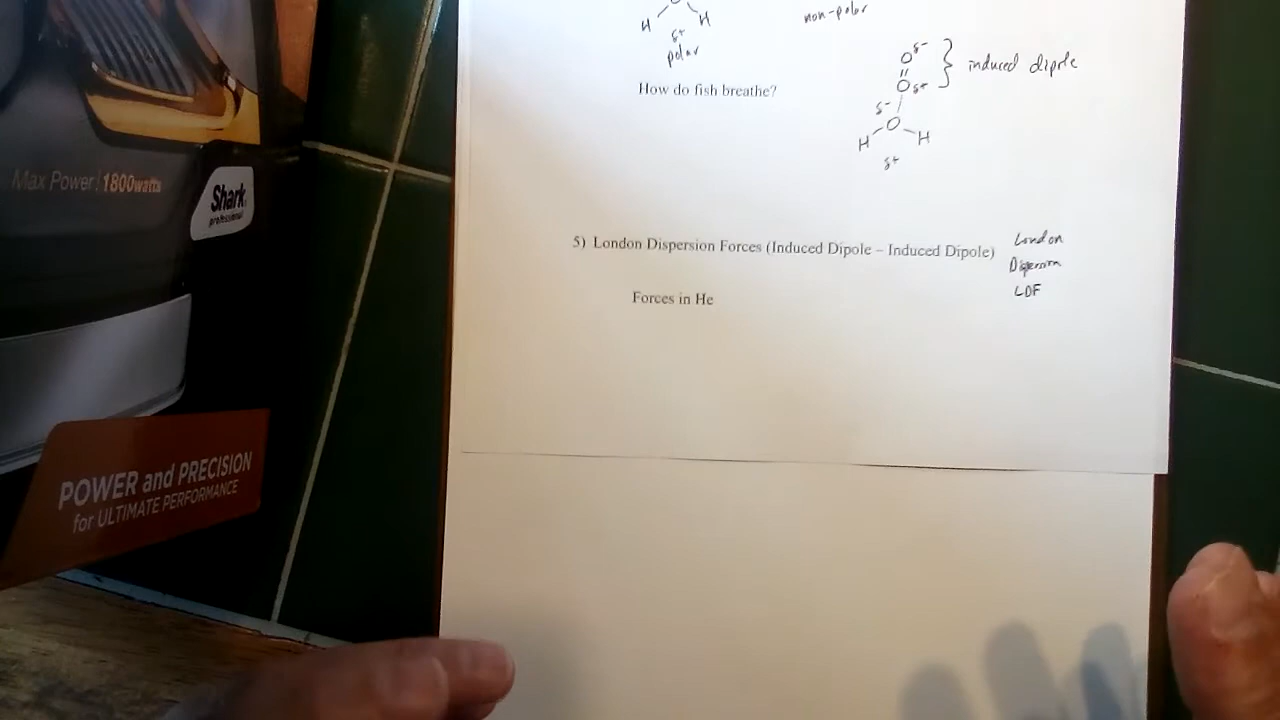 H H
δ+
polar
non-polar
How do fish breathe?
O δ-
O δ+
} induced dipole
δ-
O
H H
δ+
5) London Dispersion Forces (Induced Dipole – Induced Dipole)
London
Dispersion
LDF
Forces in He
Max Power | 1800watts
Shark
professional
POWER and PRECISION
for ULTIMATE PERFORMANCE